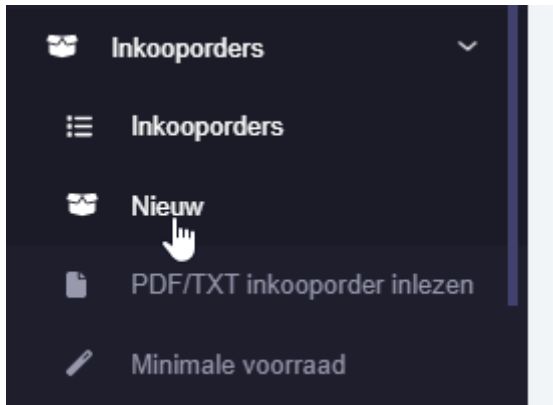 Inkooporders
Inkooporders
Nieuw
PDF/TXT inkooporder inlezen
Minimale voorraad